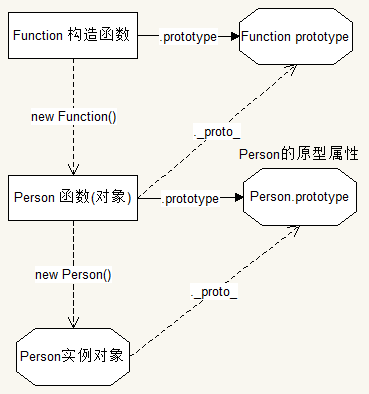 Function 构造函数
.prototype
Function prototype
new Function()
._proto_
Person的原型属性
Person 函数(对象)
.prototype
Person.prototype
new Person()
._proto_
Person实例对象